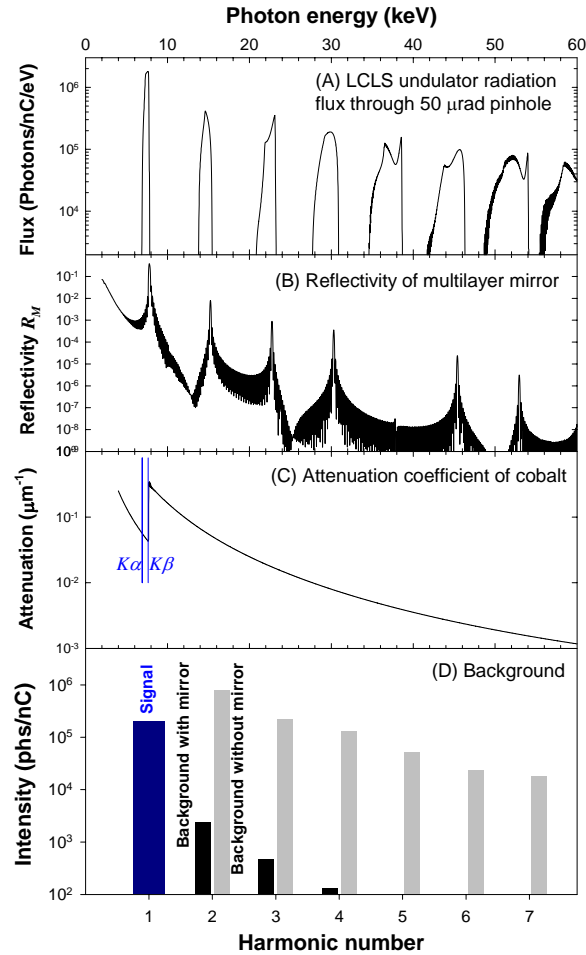 Photon energy (keV)
0 10 20 30 40 50 60
(A) LCLS undulator radiation
flux through 50 μrad pinhole
Flux (Photons/nC/eV)
10⁶
10⁵
10⁴
(B) Reflectivity of multilayer mirror
Reflectivity R_M
10⁻¹
10⁻²
10⁻³
10⁻⁴
10⁻⁵
10⁻⁶
10⁻⁷
10⁻⁸
10⁻⁹
(C) Attenuation coefficient of cobalt
Attenuation (μm⁻¹)
10⁰
10⁻¹
10⁻²
10⁻³
Kα Kβ
(D) Background
Intensity (phs/nC)
10⁶
10⁵
10⁴
10³
10²
Signal
Background with mirror
Background without mirror
1 2 3 4 5 6 7
Harmonic number